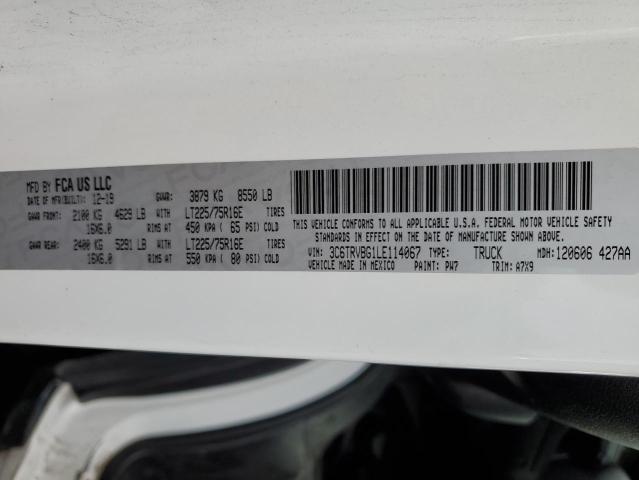 MFD BY FCA US LLC
DATE OF MFR(BUILT): 12-19 GVWR: 3879 KG 8550 LB
GAWR FRONT: 2100 KG 4629 LB WITH LT225/75R16E TIRES
16X6.0 RIMS AT 450 KPA ( 65 PSI) COLD
GAWR REAR: 2400 KG 5291 LB WITH LT225/75R16E TIRES
16X6.0 RIMS AT 550 KPA ( 80 PSI) COLD
THIS VEHICLE CONFORMS TO ALL APPLICABLE U.S.A. FEDERAL MOTOR VEHICLE SAFETY
STANDARDS IN EFFECT ON THE DATE OF MANUFACTURE SHOWN ABOVE.
VIN: 3C6TRVBG1LE114067 TYPE: TRUCK MDH: 120606 427AA
VEHICLE MADE IN MEXICO PAINT: PW7 TRIM: A7X9